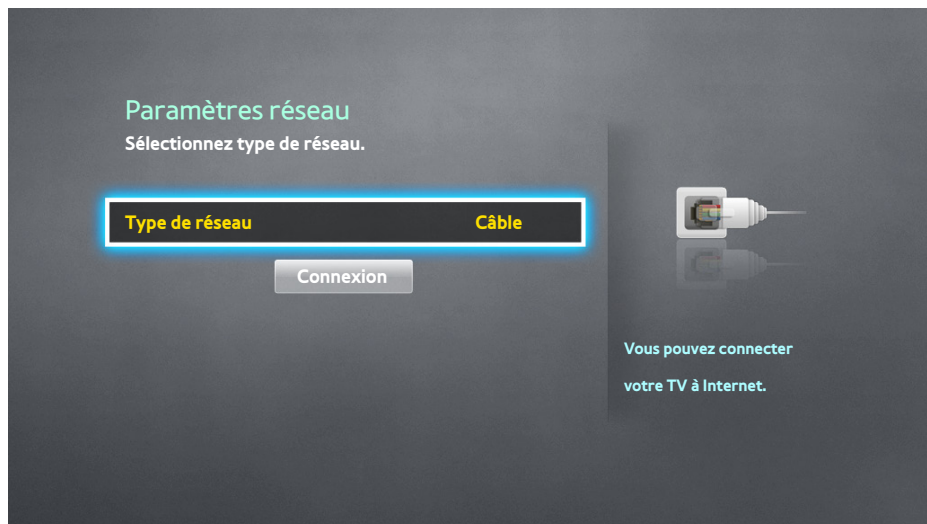 Paramètres réseau
Sélectionnez type de réseau.
Type de réseau Câble
Connexion
Vous pouvez connecter
votre TV à Internet.